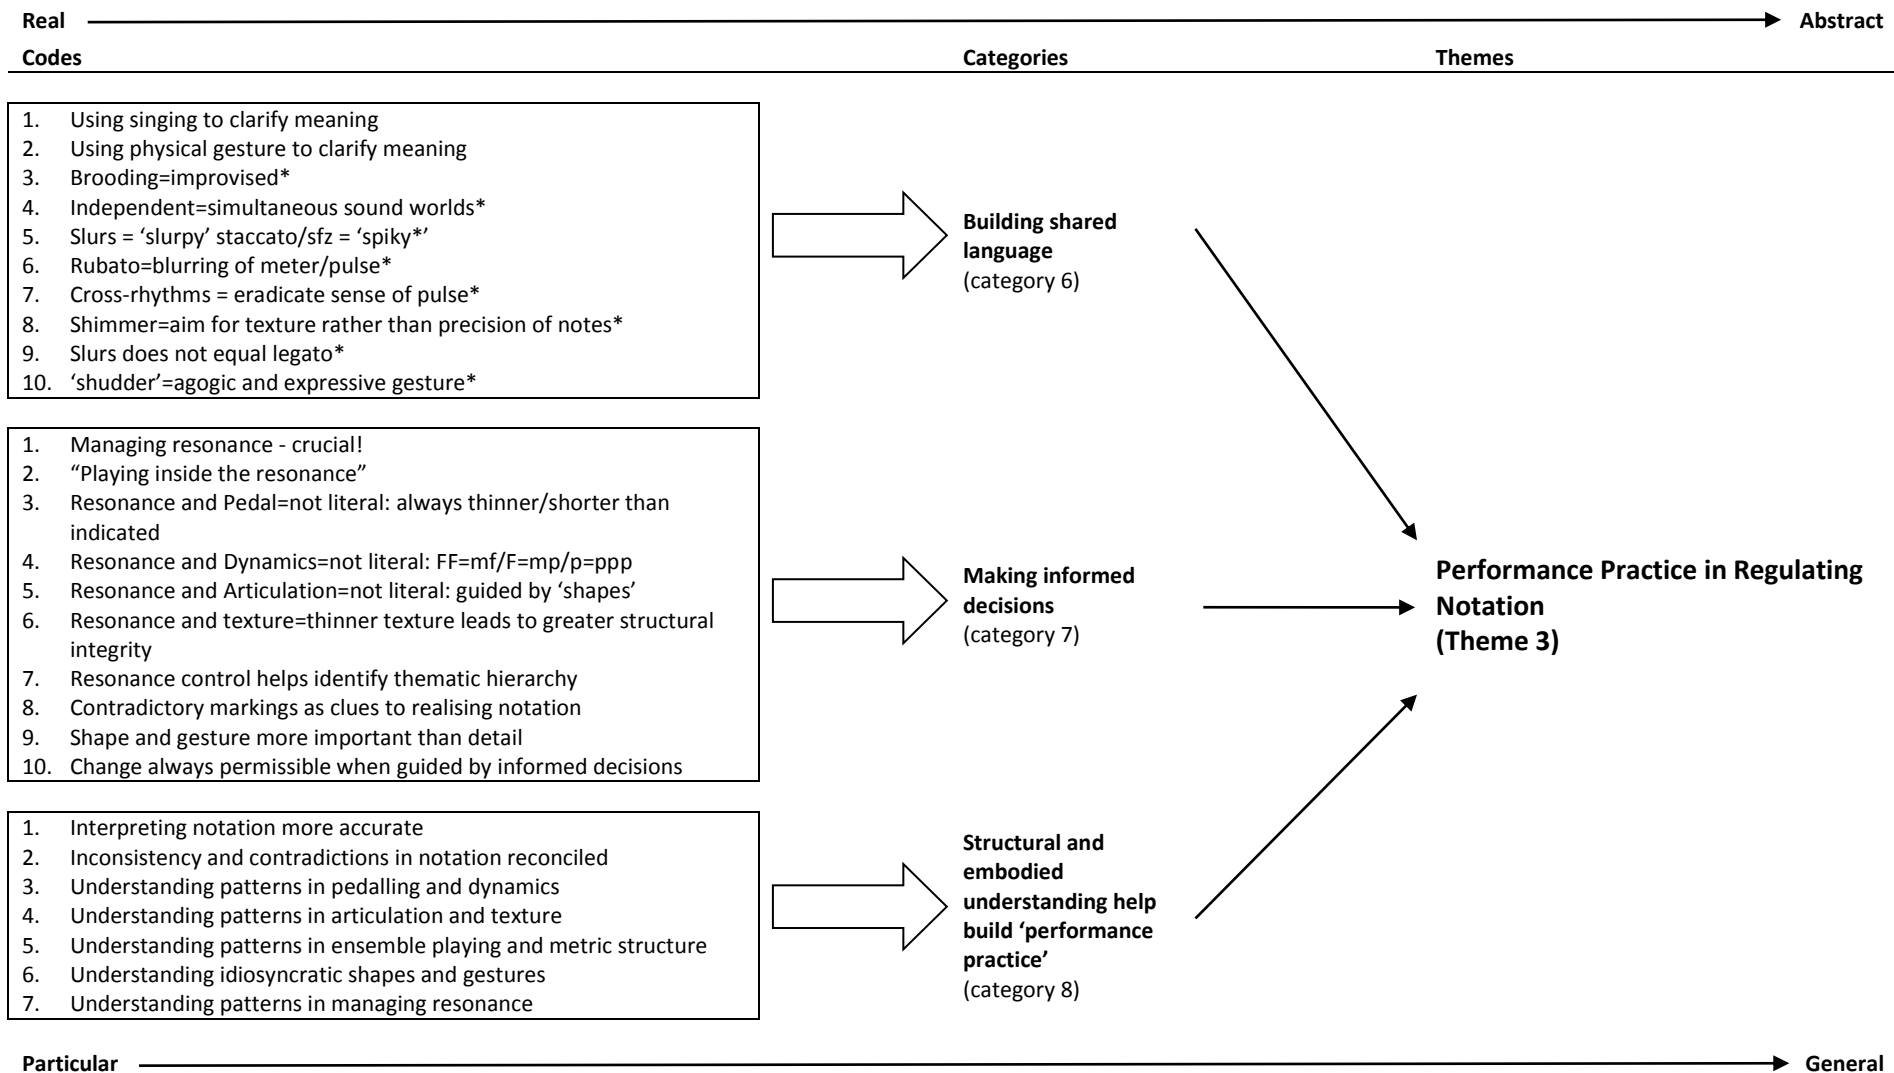 Real Abstract
Codes Categories Themes
1. Using singing to clarify meaning
2. Using physical gesture to clarify meaning
3. Brooding=improvised*
4. Independent=simultaneous sound worlds*
5. Slurs = ‘slurpy’ staccato/sfz = ‘spiky*’
6. Rubato=blurring of meter/pulse*
7. Cross-rhythms = eradicate sense of pulse*
8. Shimmer=aim for texture rather than precision of notes*
9. Slurs does not equal legato*
10. ‘shudder’=agogic and expressive gesture*
Building shared
language
(category 6)
1. Managing resonance - crucial!
2. “Playing inside the resonance”
3. Resonance and Pedal=not literal: always thinner/shorter than
indicated
4. Resonance and Dynamics=not literal: FF=mf/F=mp/p=ppp
5. Resonance and Articulation=not literal: guided by ‘shapes’
6. Resonance and texture=thinner texture leads to greater structural
integrity
7. Resonance control helps identify thematic hierarchy
8. Contradictory markings as clues to realising notation
9. Shape and gesture more important than detail
10. Change always permissible when guided by informed decisions
Making informed
decisions
(category 7)
Performance Practice in Regulating
Notation
(Theme 3)
1. Interpreting notation more accurate
2. Inconsistency and contradictions in notation reconciled
3. Understanding patterns in pedalling and dynamics
4. Understanding patterns in articulation and texture
5. Understanding patterns in ensemble playing and metric structure
6. Understanding idiosyncratic shapes and gestures
7. Understanding patterns in managing resonance
Structural and
embodied
understanding help
build ‘performance
practice’
(category 8)
Particular General